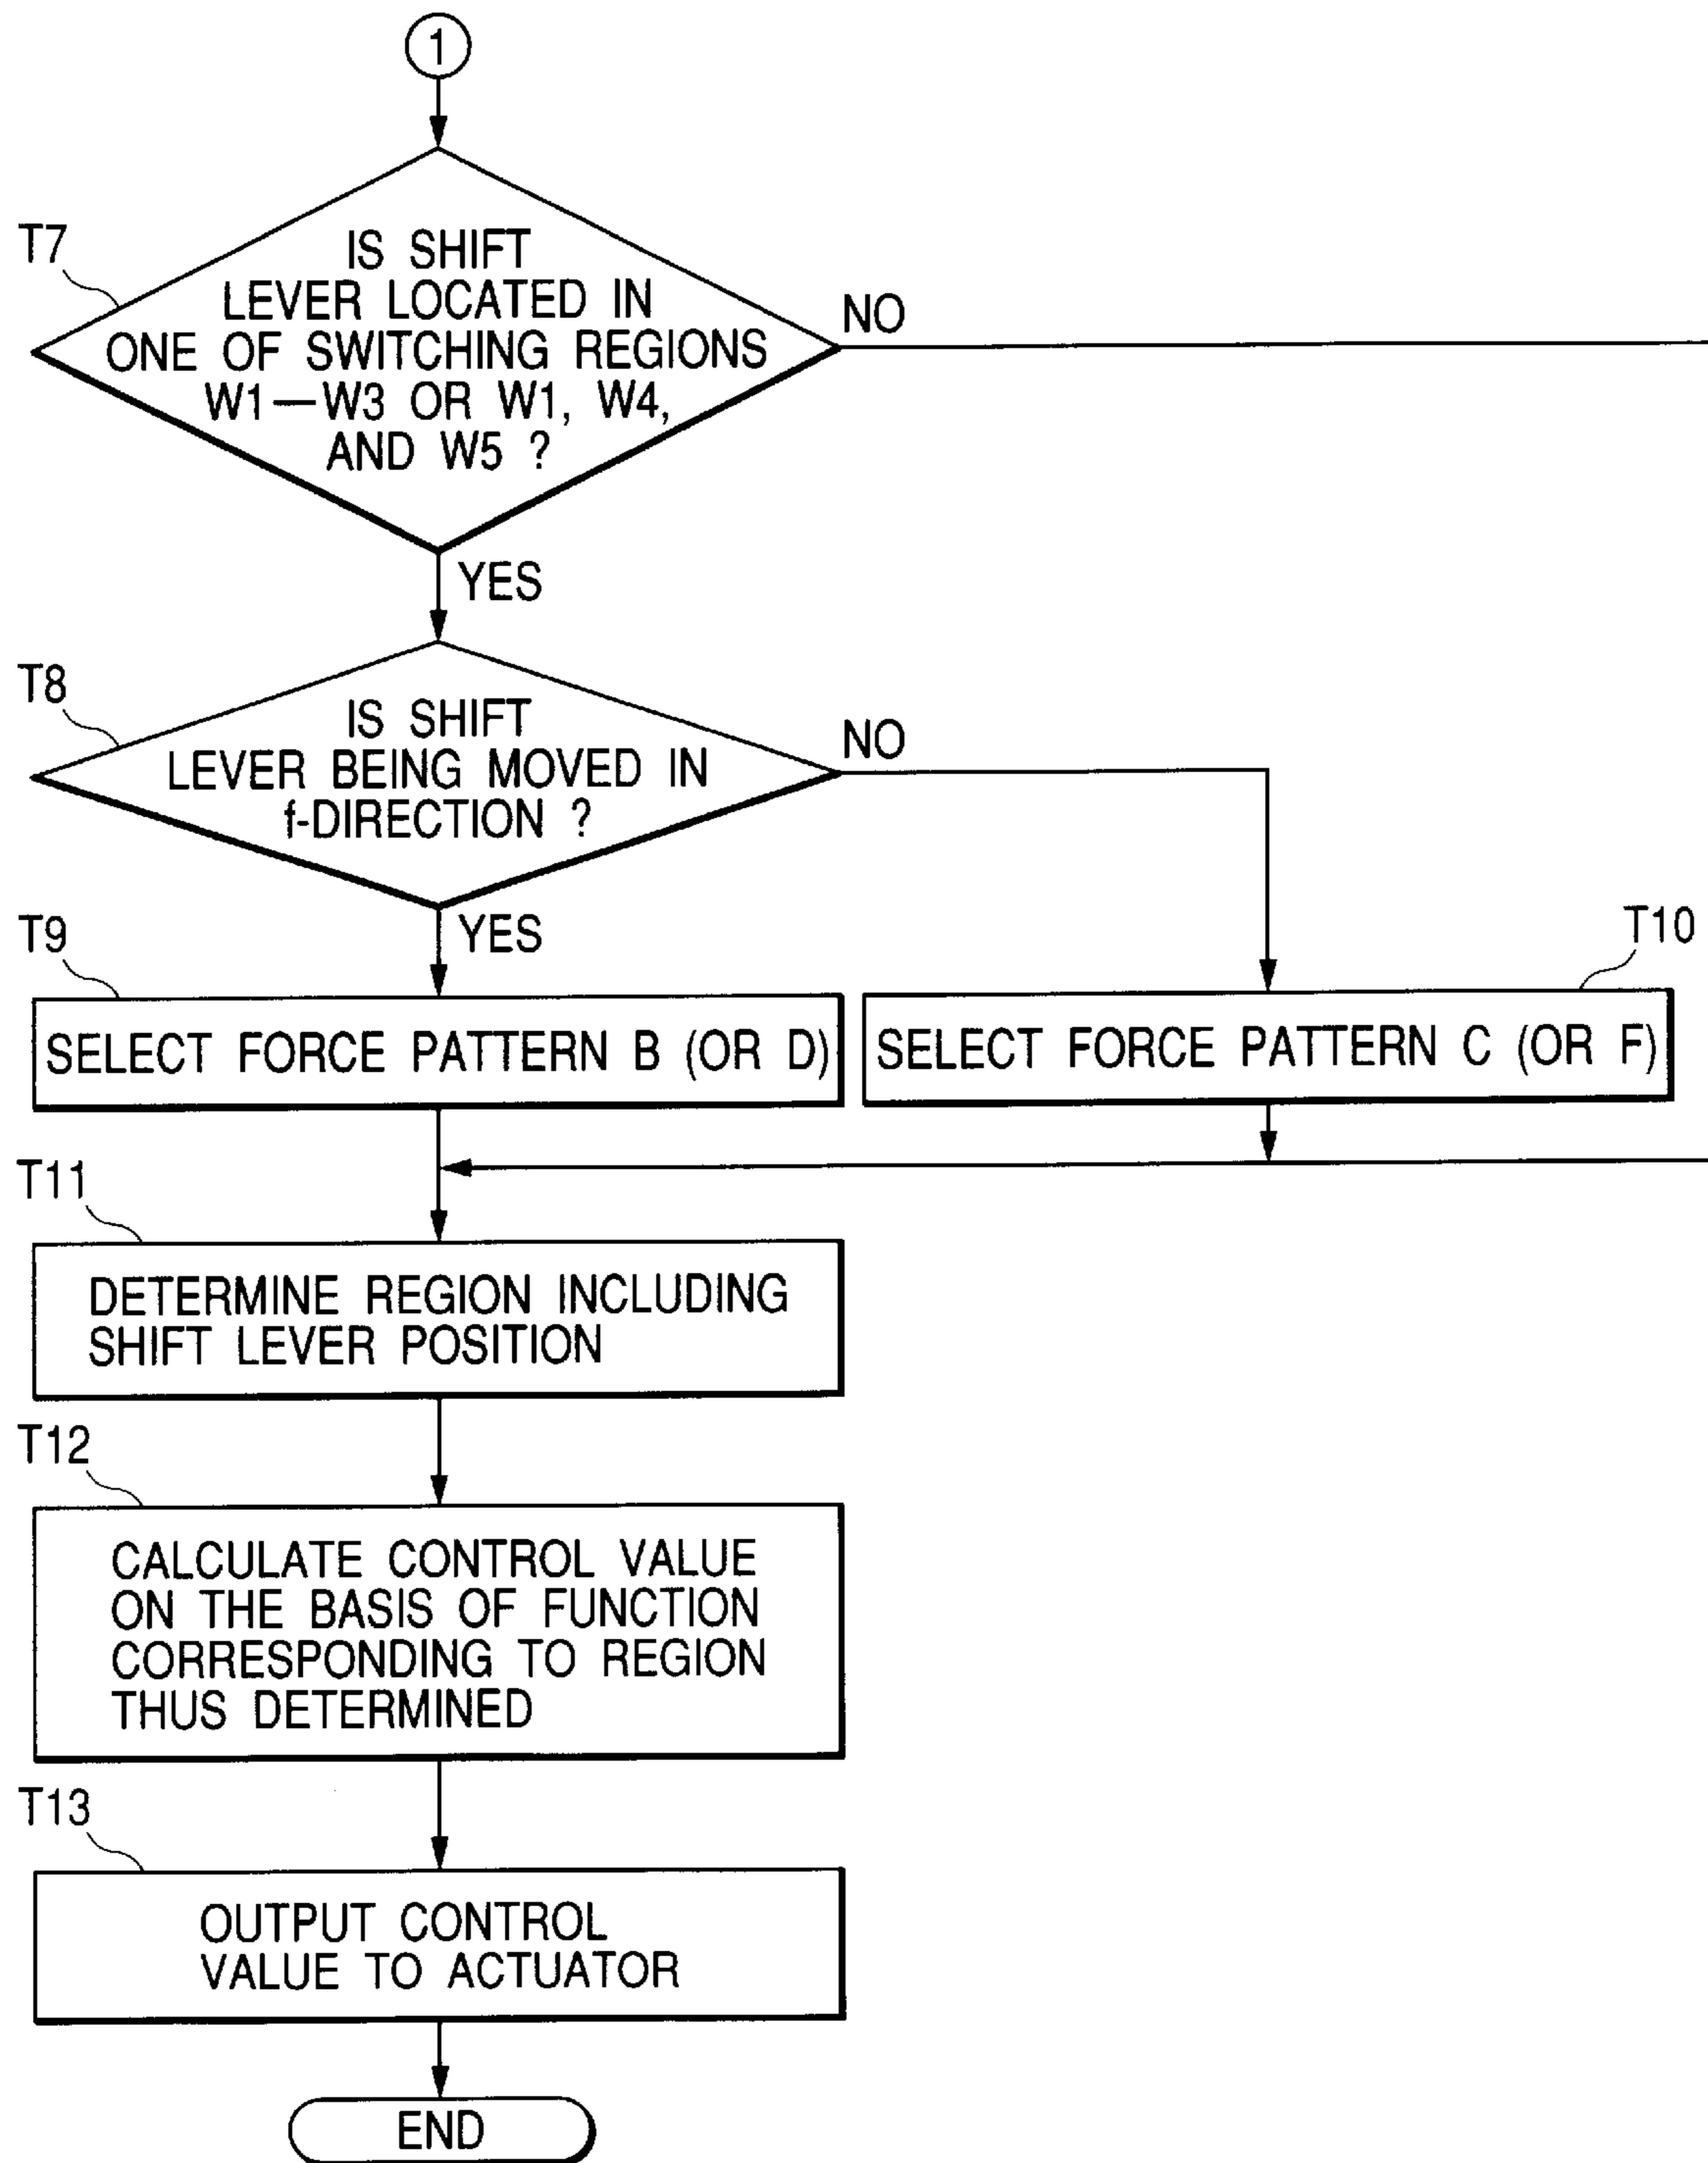 1
T7
IS SHIFT
LEVER LOCATED IN
ONE OF SWITCHING REGIONS
W1—W3 OR W1, W4,
AND W5 ?
NO
YES
T8
IS SHIFT
LEVER BEING MOVED IN
f-DIRECTION ?
NO
YES
T9
SELECT FORCE PATTERN B (OR D)
T10
SELECT FORCE PATTERN C (OR F)
T11
DETERMINE REGION INCLUDING
SHIFT LEVER POSITION
T12
CALCULATE CONTROL VALUE
ON THE BASIS OF FUNCTION
CORRESPONDING TO REGION
THUS DETERMINED
T13
OUTPUT CONTROL
VALUE TO ACTUATOR
END